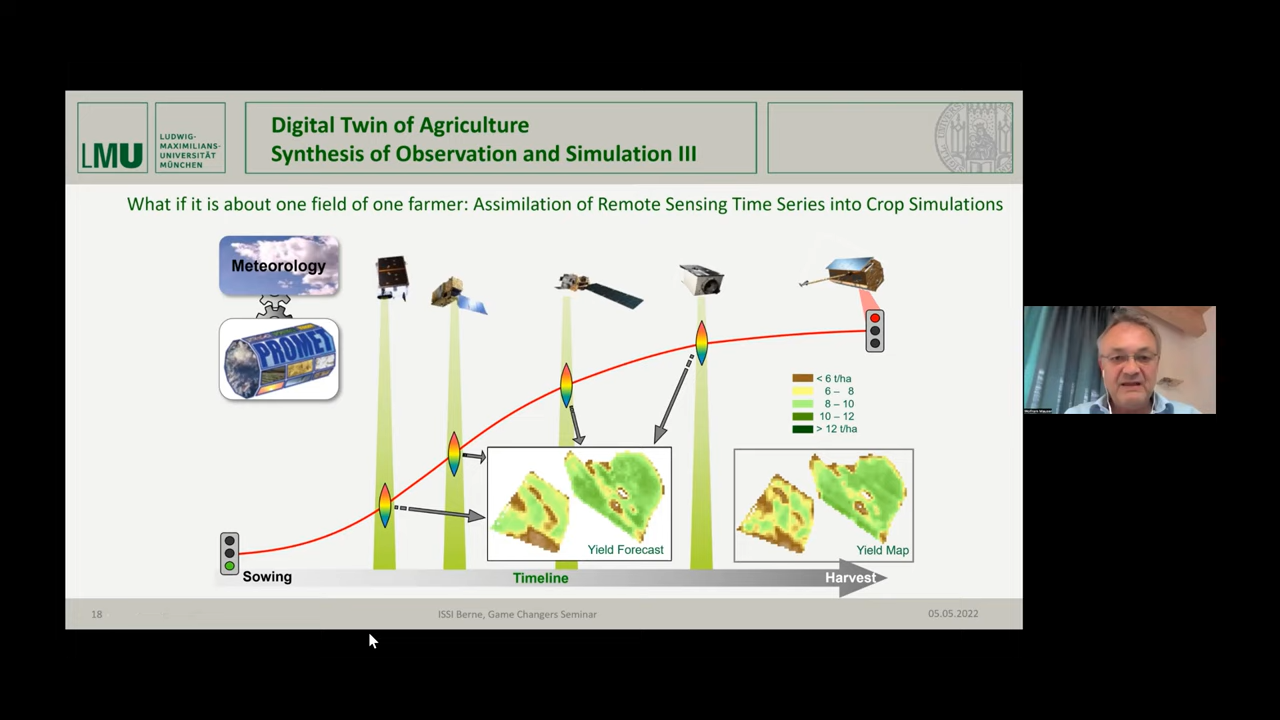 LMU
LUDWIG-
MAXIMILIANS-
UNIVERSITÄT
MÜNCHEN
Digital Twin of Agriculture
Synthesis of Observation and Simulation III
What if it is about one field of one farmer: Assimilation of Remote Sensing Time Series into Crop Simulations
Meteorology
PROMET
< 6 t/ha
6 – 8
8 – 10
10 – 12
> 12 t/ha
Yield Forecast
Yield Map
Sowing
Timeline
Harvest
18
ISSI Berne, Game Changers Seminar
05.05.2022